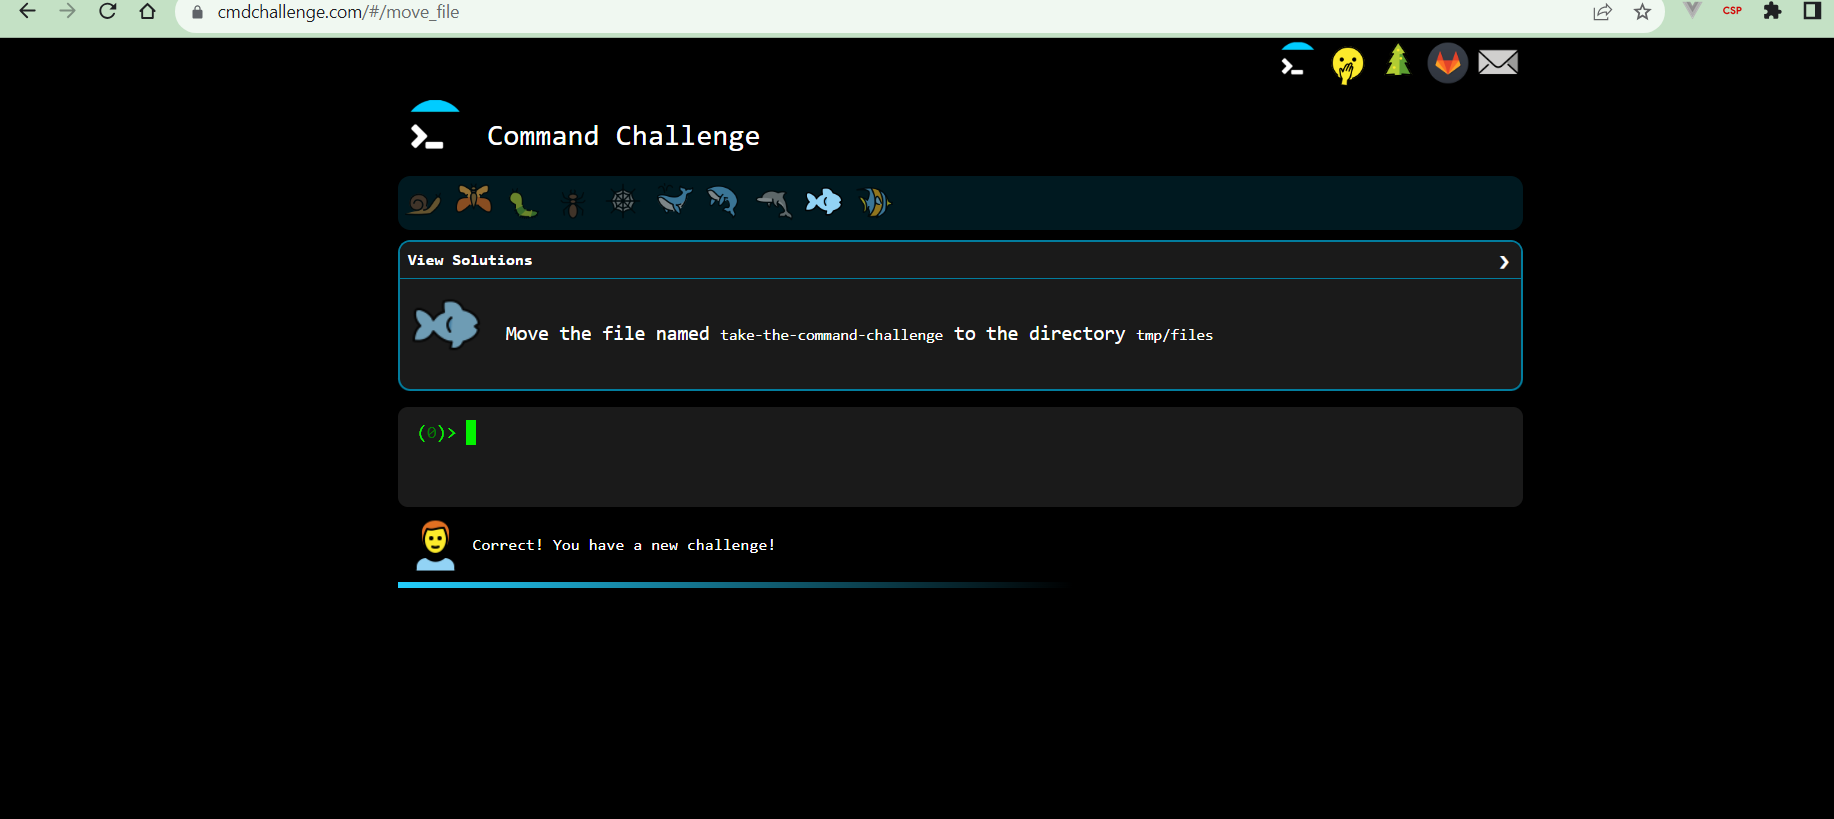 cmdchallenge.com/#/move_file
CSP
>_
>_ Command Challenge
View Solutions ❯
Move the file named take-the-command-challenge to the directory tmp/files
(0)>
Correct! You have a new challenge!